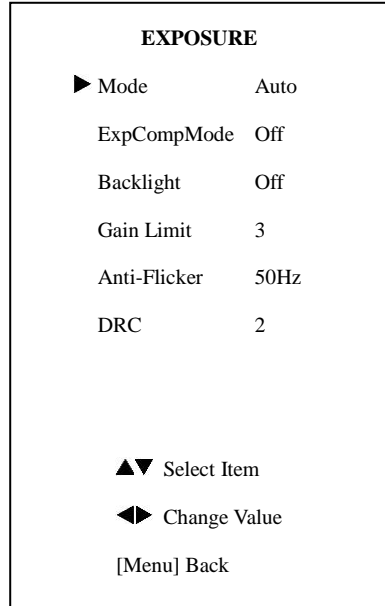 EXPOSURE
▶ Mode Auto
ExpCompMode Off
Backlight Off
Gain Limit 3
Anti-Flicker 50Hz
DRC 2
▲▼ Select Item
◀▶ Change Value
[Menu] Back